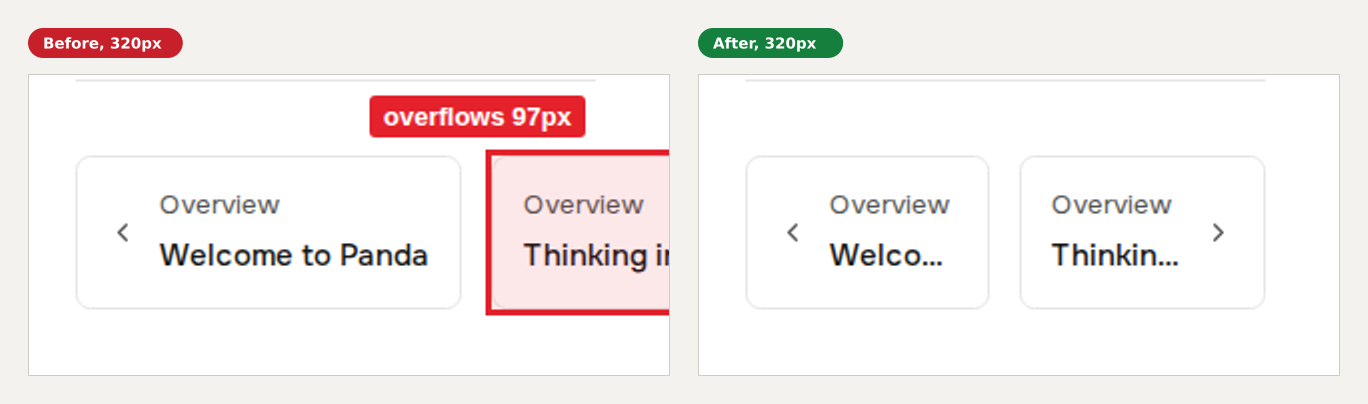 Before, 320px
overflows 97px
Overview
Welcome to Panda
Overview
Thinking
After, 320px
Overview
Welco...
Overview
Thinkin...